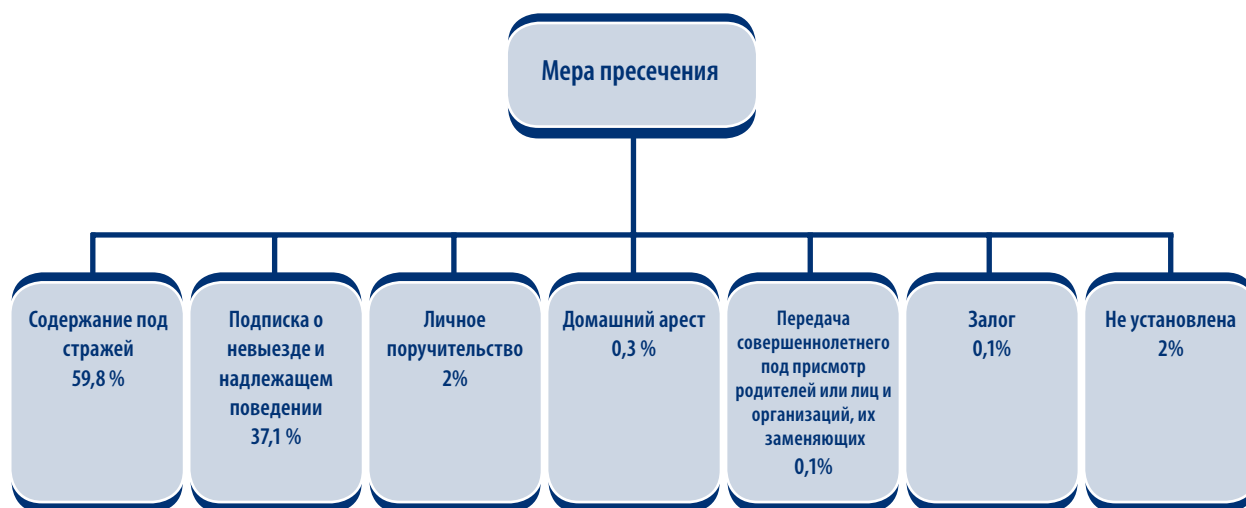 Мера пресечения
Содержание под
стражей
59,8 %
Подписка о
невыезде и
надлежащем
поведении
37,1 %
Личное
поручительство
2%
Домашний арест
0,3 %
Передача
совершеннолетнего
под присмотр
родителей или лиц и
организаций, их
заменяющих
0,1%
Залог
0,1%
Не установлена
2%